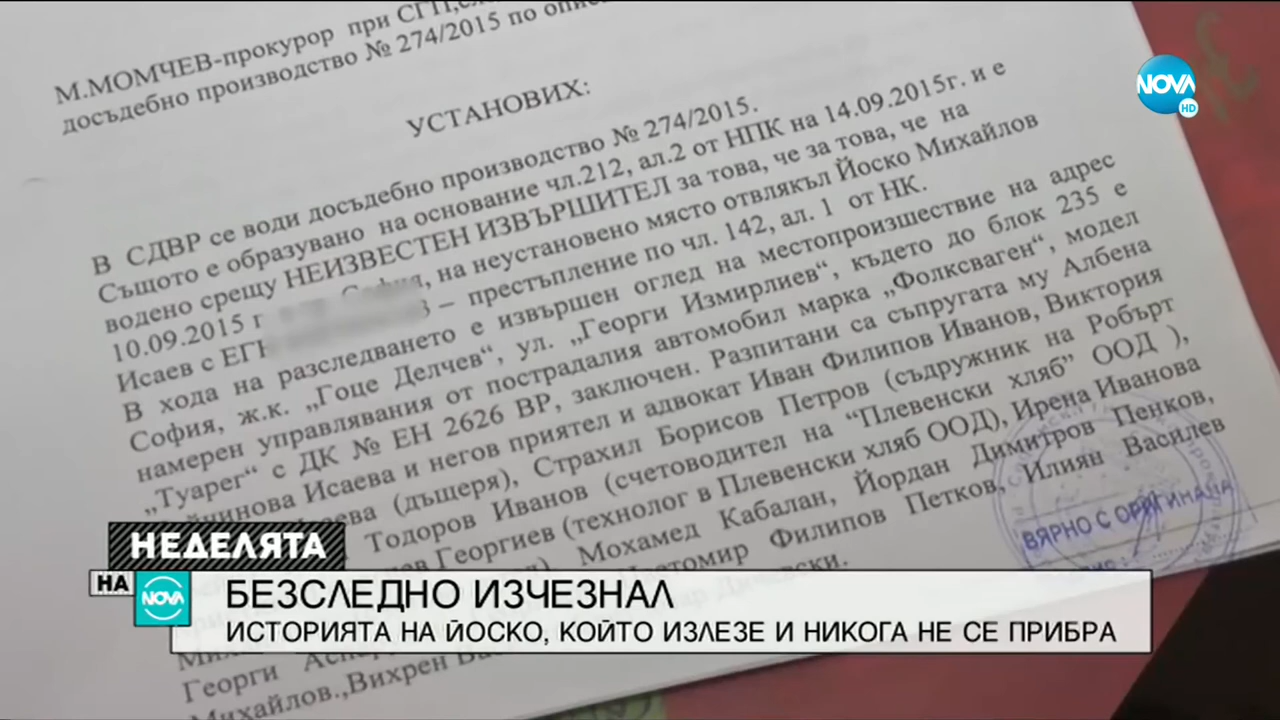 М.МОМЧЕВ-прокурор при СГП,
досъдебно производство № 274/2015 по
УСТАНОВИХ:
В СДВР се води досъдебно производство № 274/2015.
Същото е образувано на основание чл.212, ал.2 от НПК на 14.09.2015г. и е
водено срещу НЕИЗВЕСТЕН ИЗВЪРШИТЕЛ за това, че за това, че на
10.09.2015 г. София, на неустановено място отвлякъл Йоско Михайлов
Исаев с ЕГН – престъпление по чл. 142, ал. 1 от НК.
В хода на разследването е извършен оглед на местопроизшествие на адрес
София, ж.к. „Гоце Делчев“, ул. „Георги Измирлиев“, където до блок 235 е
намерен управлявания от пострадалия автомобил марка „Фолксваген“, модел
„Туарег“ с ДК № ЕН 2626 ВР, заключен. Разпитани са съпругата му Албена
Исаева и негов приятел и адвокат Иван Филипов Иванов, Виктория
(дъщеря), Страхил Борисов Петров (съдружник на Робърт
Тодоров Иванов (счетоводител на “Плевенски хляб” ООД ),
Георгиев (технолог в Плевенски хляб ООД), Ирена Иванова
Мохамед Кабалан, Йордан Димитров Пенков,
Филипов Петков, Илиян Василев
Георги
Михайлов.,Вихрен
ВЯРНО С ОРИГИНАЛА
NOVA HD
НЕДЕЛЯТА
НА NOVA
БЕЗСЛЕДНО ИЗЧЕЗНАЛ
ИСТОРИЯТА НА ЙОСКО, КОЙТО ИЗЛЕЗЕ И НИКОГА НЕ СЕ ПРИБРА